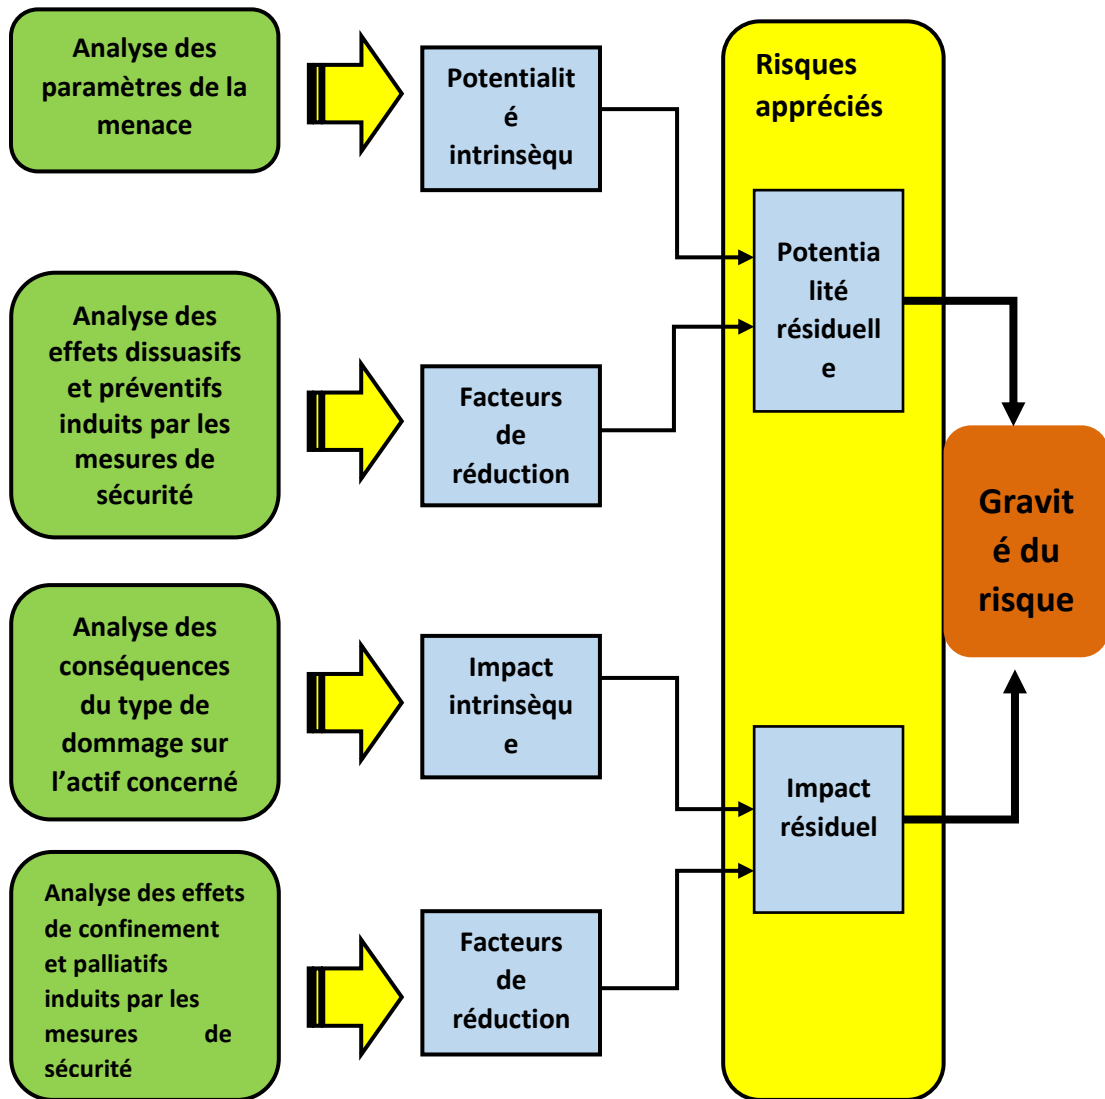 Analyse des
paramètres de la
menace
Potentialit
é
intrinsèqu
Risques
appréciés
Potentia
lité
résiduell
e
Analyse des
effets dissuasifs
et préventifs
induits par les
mesures de
sécurité
Facteurs
de
réduction
Gravit
é du
risque
Analyse des
conséquences
du type de
dommage sur
l’actif concerné
Impact
intrinsèqu
e
Impact
résiduel
Analyse des effets
de confinement
et palliatifs
induits par les
mesures de
sécurité
Facteurs
de
réduction